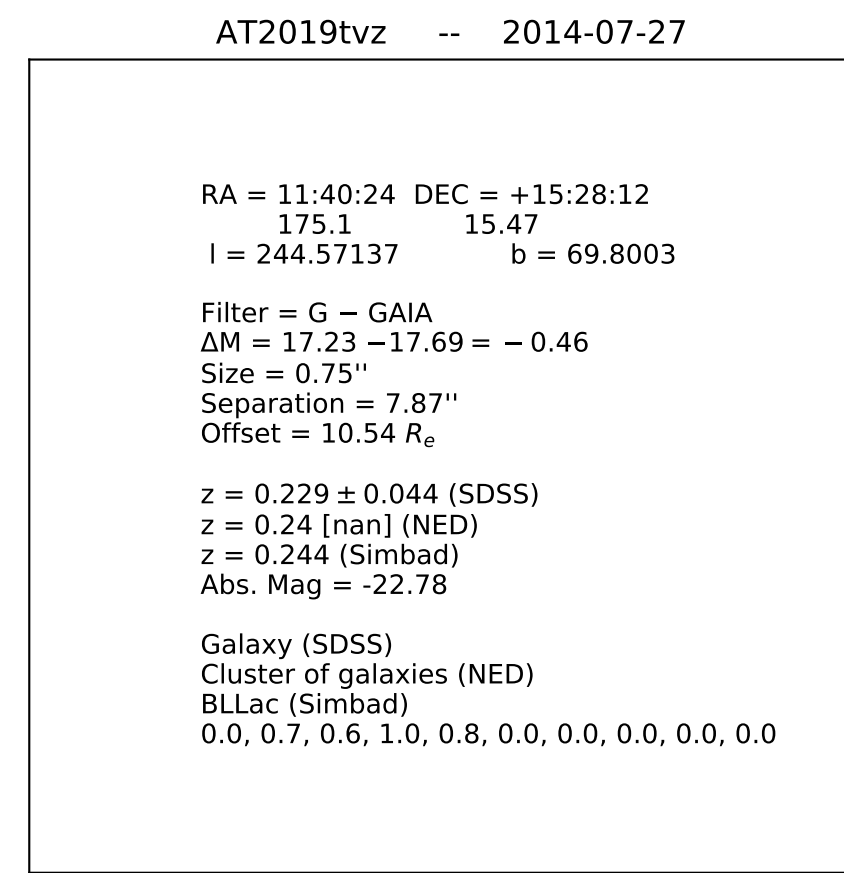 AT2019tvz -- 2014-07-27
RA = 11:40:24 DEC = +15:28:12
175.1 15.47
l = 244.57137 b = 69.8003
Filter = G − GAIA
ΔM = 17.23 −17.69 = − 0.46
Size = 0.75''
Separation = 7.87''
Offset = 10.54 Rₑ
z = 0.229 ± 0.044 (SDSS)
z = 0.24 [nan] (NED)
z = 0.244 (Simbad)
Abs. Mag = -22.78
Galaxy (SDSS)
Cluster of galaxies (NED)
BLLac (Simbad)
0.0, 0.7, 0.6, 1.0, 0.8, 0.0, 0.0, 0.0, 0.0, 0.0